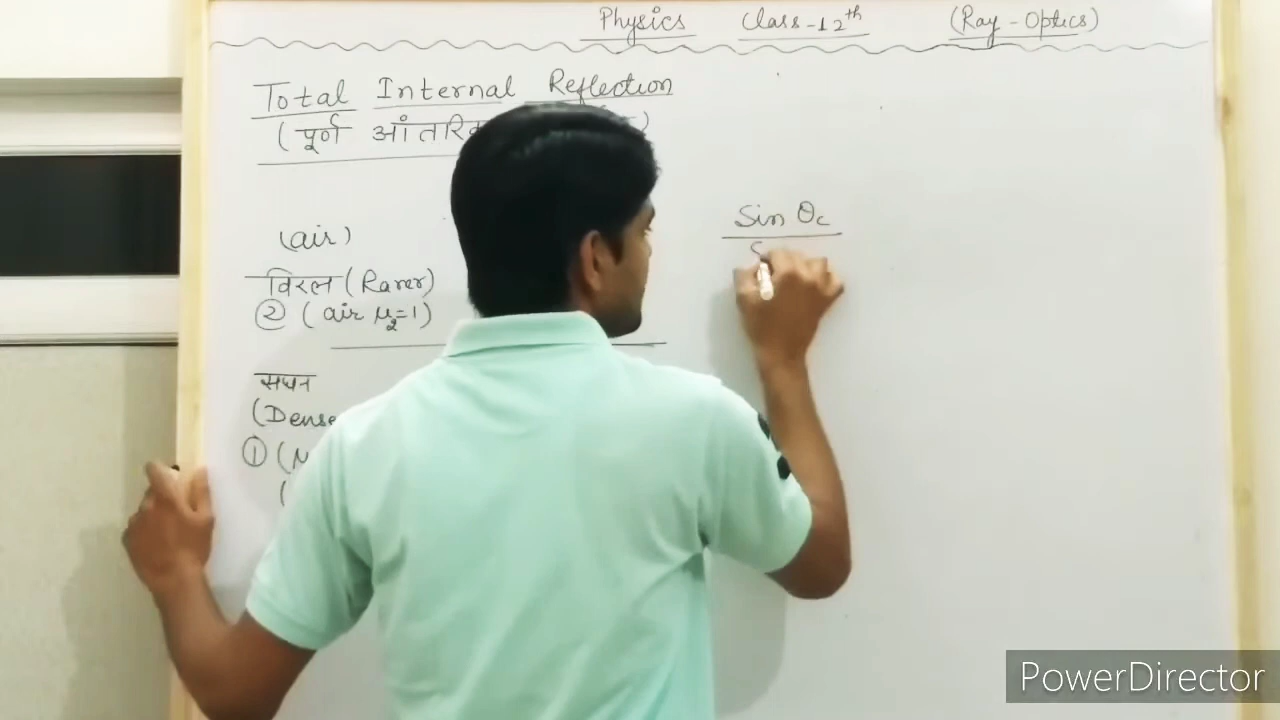 Physics Class-12th (Ray-Optics)
Total Internal Reflection
(पूर्ण
(air)
विरल (Rarer)
② (air μ₂=1)
सघन
(Dense
①
Sin θc
PowerDirector